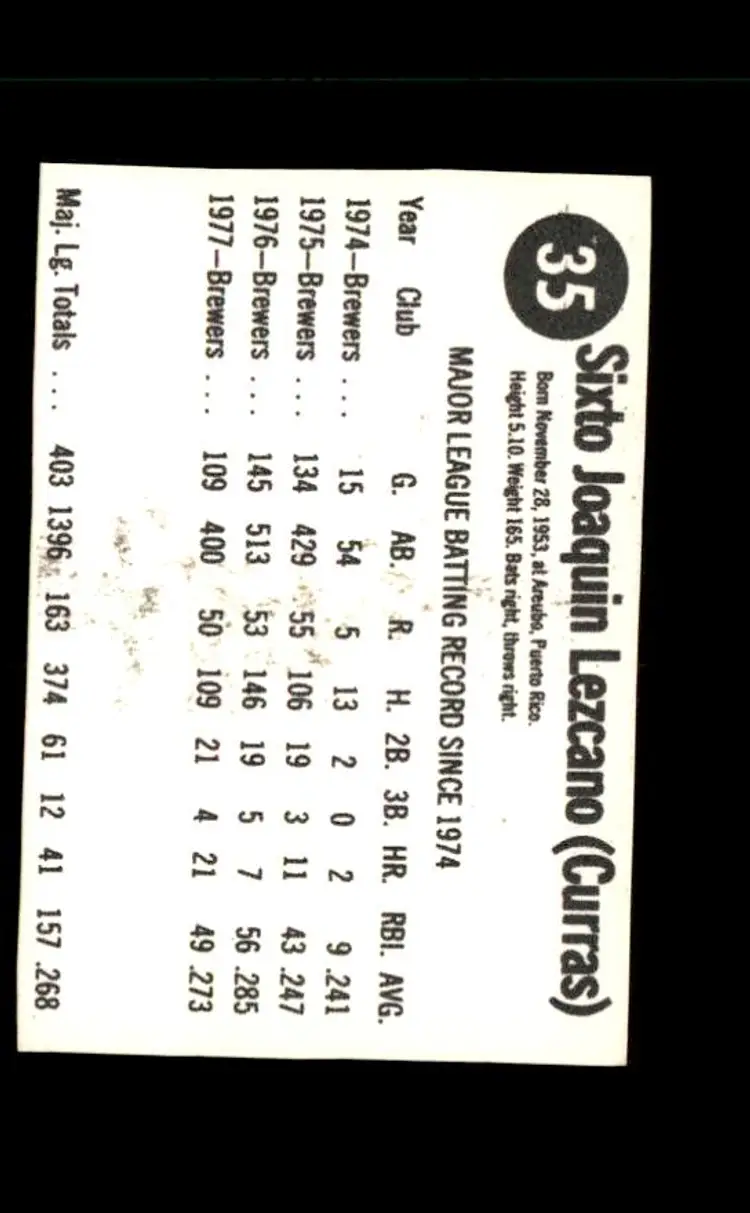 35
Sixto Joaquin Lezcano (Curras)
Born November 28, 1953, at Areubo, Puerto Rico.
Height 5.10. Weight 165. Bats right, throws right.
MAJOR LEAGUE BATTING RECORD SINCE 1974
Year Club G. AB. R. H. 2B. 3B. HR. RBI. AVG.
1974—Brewers . . . 15 54 5 13 2 0 2 9 .241
1975—Brewers . . . 134 429 55 106 19 3 11 43 .247
1976—Brewers . . . 145 513 53 146 19 5 7 56 .285
1977—Brewers . . . 109 400 50 109 21 4 21 49 .273
Maj. Lg. Totals . . . 403 1396 163 374 61 12 41 157 .268